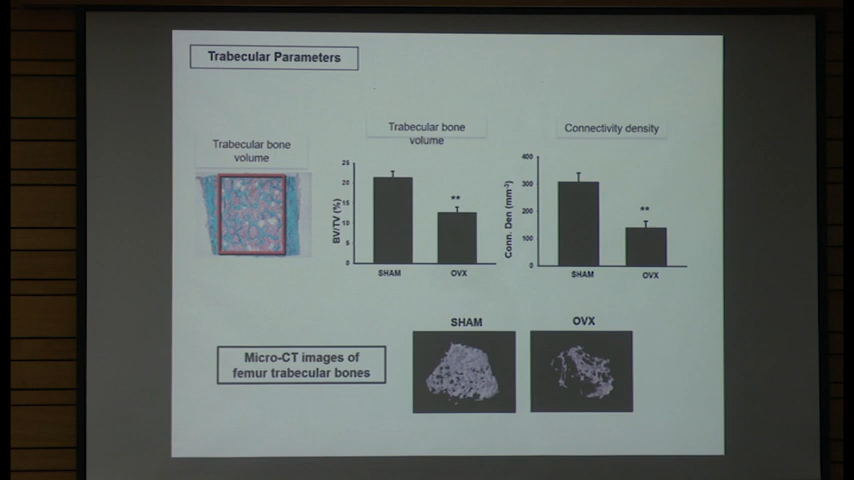 Trabecular Parameters
Trabecular bone
volume
Trabecular bone
volume
Connectivity density
BV/TV (%)
25
20
15
10
5
0
**
SHAM
OVX
Conn. Den (mm-3)
400
300
200
100
0
**
SHAM
OVX
Micro-CT images of
femur trabecular bones
SHAM
OVX